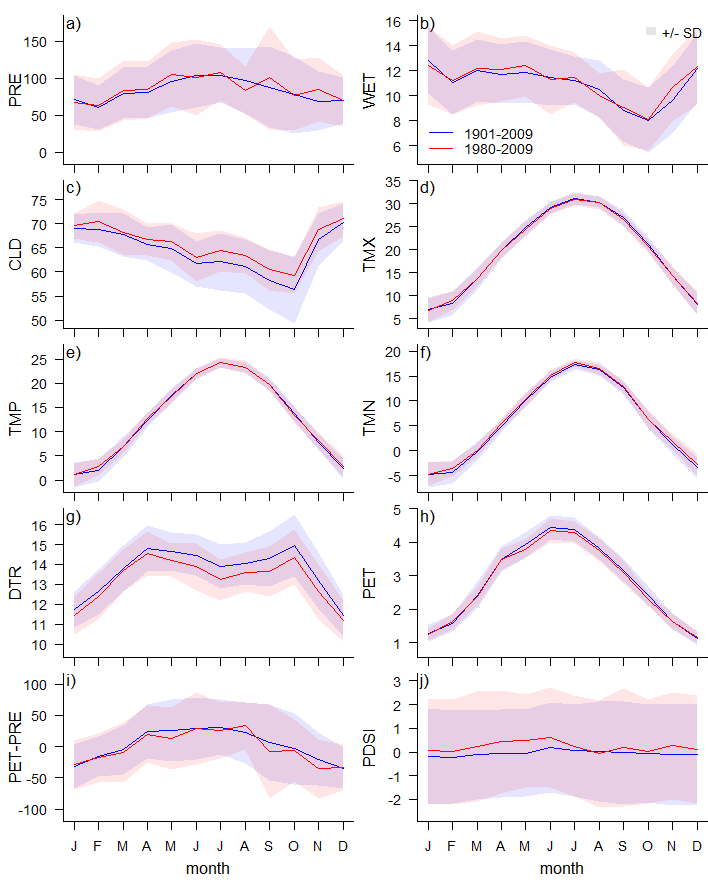 a)
PRE
150
100
50
0
b)
WET
16
14
12
10
8
6
+/- SD
1901-2009
1980-2009
c)
CLD
75
70
65
60
55
50
d)
TMX
35
30
25
20
15
10
5
e)
TMP
25
20
15
10
5
0
f)
TMN
20
15
10
5
0
-5
g)
DTR
16
15
14
13
12
11
10
h)
PET
5
4
3
2
1
i)
PET-PRE
100
50
0
-50
-100
J F M A M J J A S O N D
month
j)
PDSI
3
2
1
0
-1
-2
J F M A M J J A S O N D
month